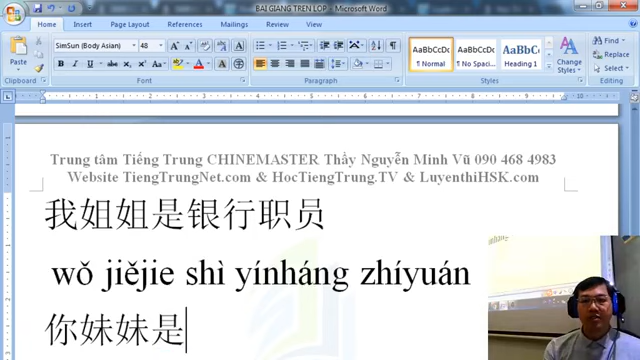 BAI GIANG TREN LOP - Microsoft Word
Home Insert Page Layout References Mailings Review View
Paste
SimSun (Body Asian) 48
AaBbCcDc AaBbCcDc AaBbCc
¶ Normal ¶ No Spaci... Heading 1
Change Styles
Find
Replace
Select
Clipboard Font Paragraph Styles Editing
Trung tâm Tiếng Trung CHINEMASTER Thầy Nguyễn Minh Vũ 090 468 4983
Website TiengTrungNet.com & HocTiengTrung.TV & LuyenthiHSK.com
我姐姐是银行职员
wǒ jiějie shì yínháng zhíyuán
你妹妹是